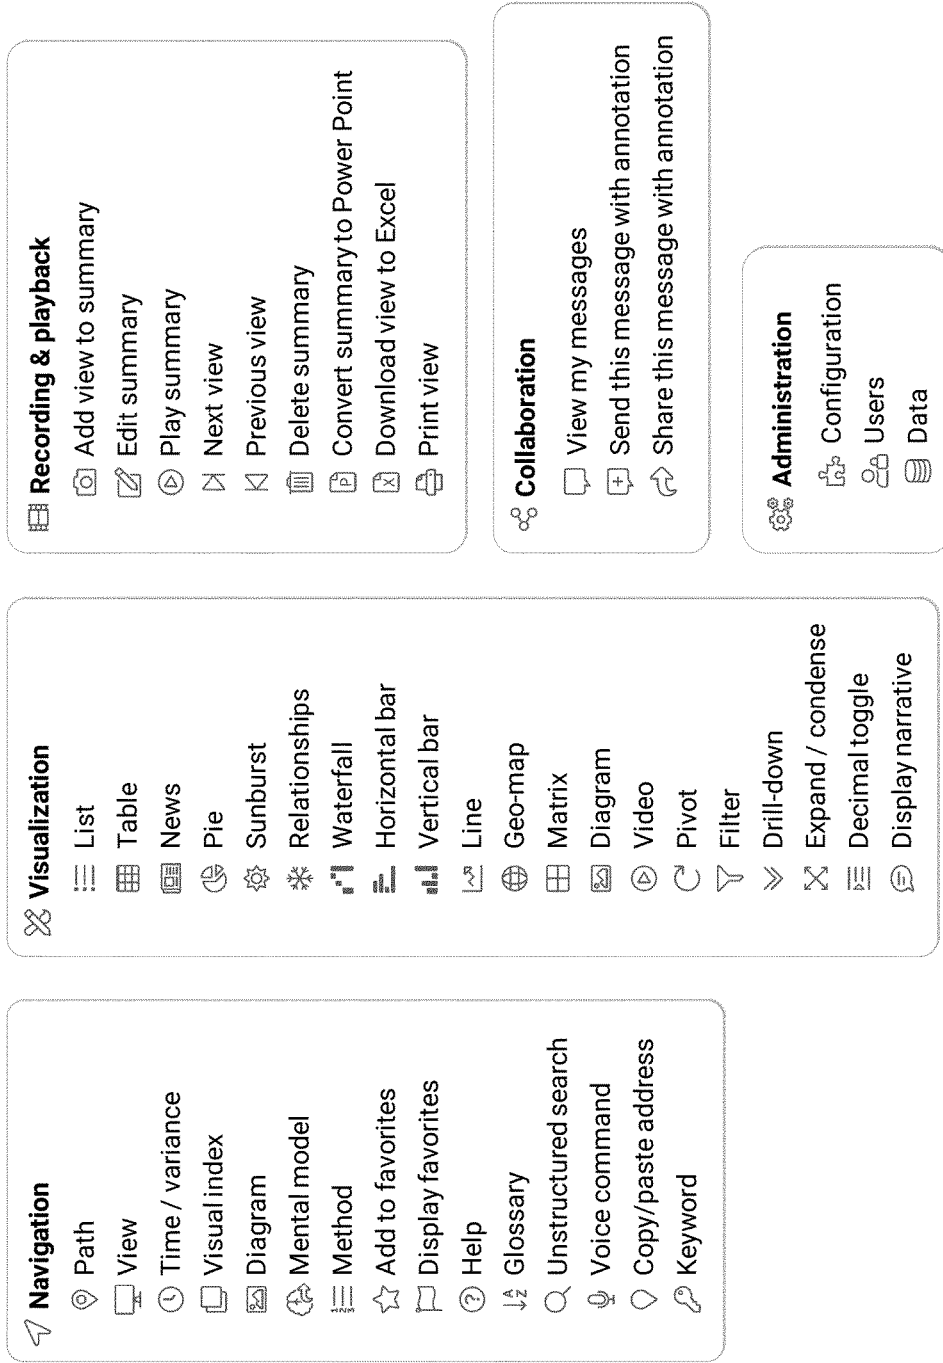 Navigation
Path
View
Time / variance
Visual index
Diagram
Mental model
Method
Add to favorites
Display favorites
Help
Glossary
Unstructured search
Voice command
Copy/paste address
Keyword
Visualization
List
Table
News
Pie
Sunburst
Relationships
Waterfall
Horizontal bar
Vertical bar
Line
Geo-map
Matrix
Diagram
Video
Pivot
Filter
Drill-down
Expand / condense
Decimal toggle
Display narrative
Recording & playback
Add view to summary
Edit summary
Play summary
Next view
Previous view
Delete summary
Convert summary to Power Point
Download view to Excel
Print view
Collaboration
View my messages
Send this message with annotation
Share this message with annotation
Administration
Configuration
Users
Data